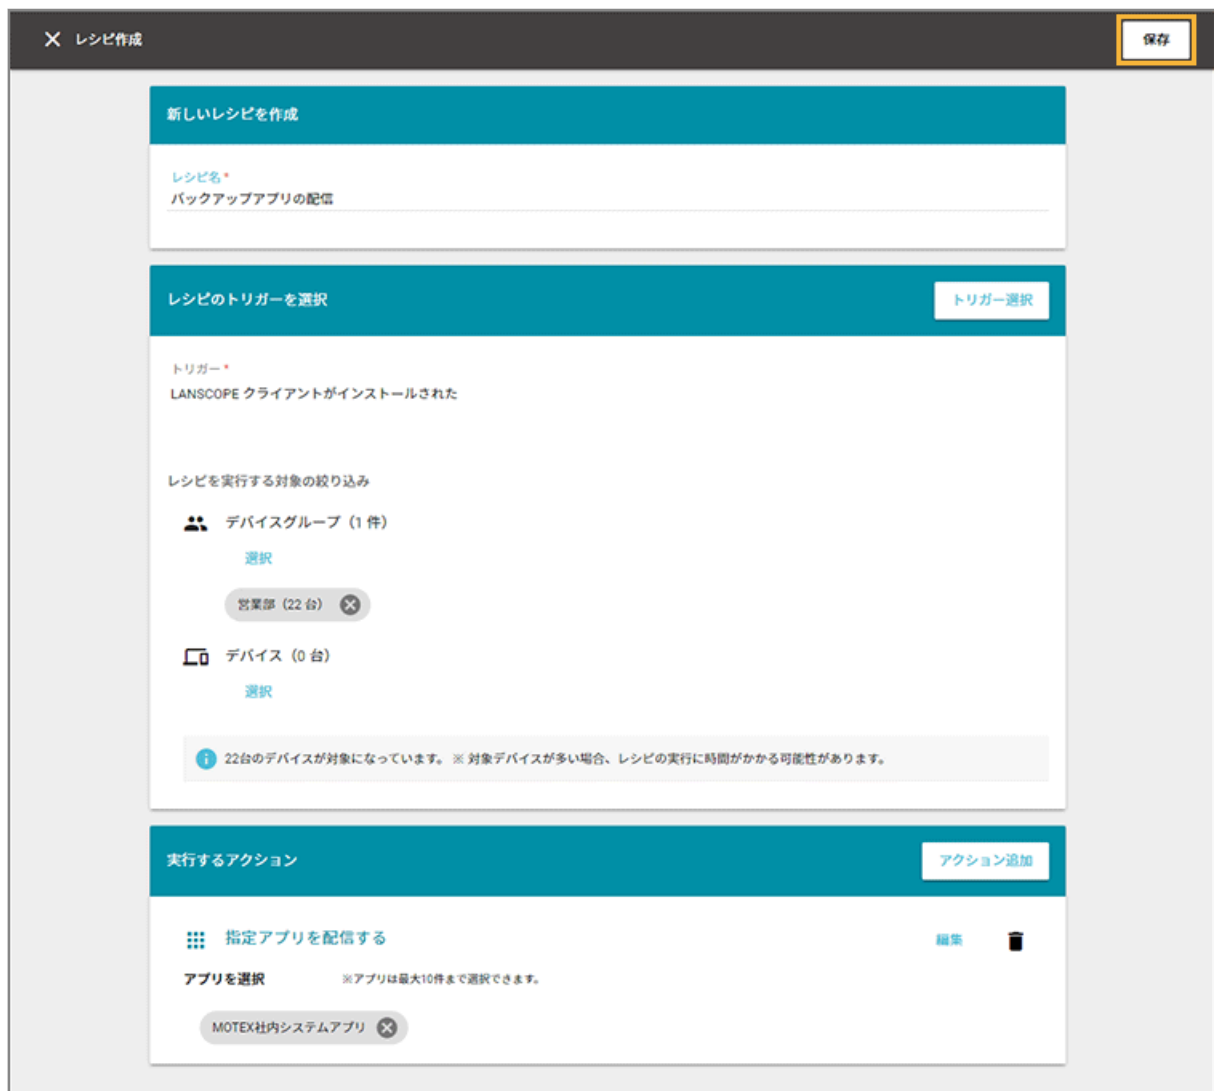 レシピ作成
保存
新しいレシピを作成
レシピ名*
バックアップアプリの配信
レシピのトリガーを選択
トリガー選択
トリガー*
LANSCOPE クライアントがインストールされた
レシピを実行する対象の絞り込み
デバイスグループ（1 件）
選択
営業部（22 台）
デバイス（0 台）
選択
22台のデバイスが対象になっています。 ※ 対象デバイスが多い場合、レシピの実行に時間がかかる可能性があります。
実行するアクション
アクション追加
指定アプリを配信する
編集
アプリを選択 ※アプリは最大10件まで選択できます。
MOTEX社内システムアプリ